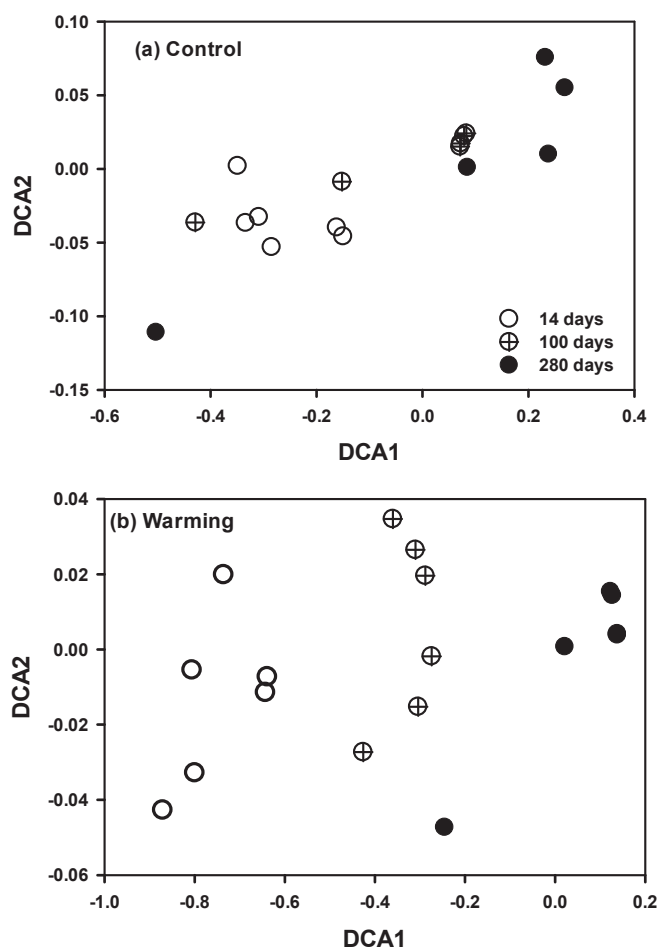 0.10
(a) Control
0.05
0.00
DCA2
-0.05
-0.10
14 days
100 days
280 days
-0.15
-0.6 -0.4 -0.2 0.0 0.2 0.4
DCA1
0.04
(b) Warming
0.02
0.00
DCA2
-0.02
-0.04
-0.06
-1.0 -0.8 -0.6 -0.4 -0.2 0.0 0.2
DCA1